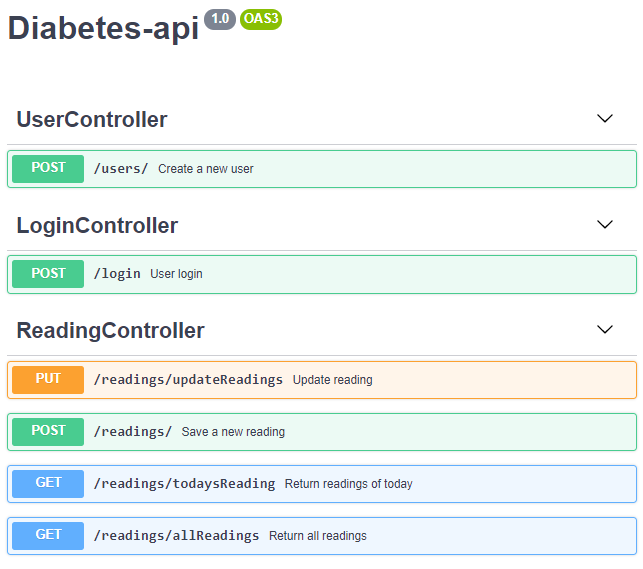 Diabetes-api 1.0 OAS3
UserController
POST /users/ Create a new user
LoginController
POST /login User login
ReadingController
PUT /readings/updateReadings Update reading
POST /readings/ Save a new reading
GET /readings/todaysReading Return readings of today
GET /readings/allReadings Return all readings